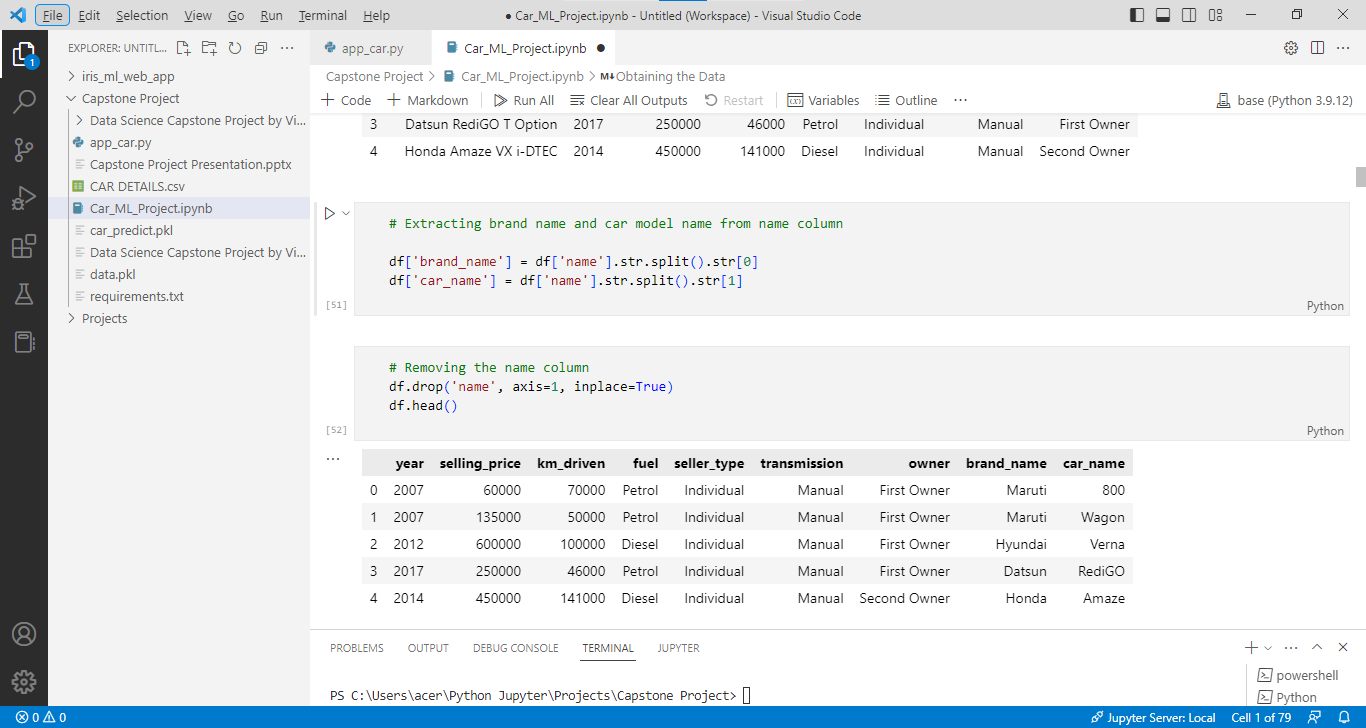 File Edit Selection View Go Run Terminal Help ● Car_ML_Project.ipynb - Untitled (Workspace) - Visual Studio Code
EXPLORER: UNTITL...
1
iris_ml_web_app
Capstone Project
Data Science Capstone Project by Vi...
app_car.py
Capstone Project Presentation.pptx
CAR DETAILS.csv
Car_ML_Project.ipynb
car_predict.pkl
Data Science Capstone Project by Vi...
data.pkl
requirements.txt
Projects
app_car.py Car_ML_Project.ipynb ●
Capstone Project > Car_ML_Project.ipynb > M↓Obtaining the Data
+ Code + Markdown Run All Clear All Outputs Restart Variables Outline ... base (Python 3.9.12)
3 Datsun RediGO T Option 2017 250000 46000 Petrol Individual Manual First Owner
4 Honda Amaze VX i-DTEC 2014 450000 141000 Diesel Individual Manual Second Owner
# Extracting brand name and car model name from name column
df['brand_name'] = df['name'].str.split().str[0]
df['car_name'] = df['name'].str.split().str[1]
[51] Python
# Removing the name column
df.drop('name', axis=1, inplace=True)
df.head()
[52] Python
...
year selling_price km_driven fuel seller_type transmission owner brand_name car_name
0 2007 60000 70000 Petrol Individual Manual First Owner Maruti 800
1 2007 135000 50000 Petrol Individual Manual First Owner Maruti Wagon
2 2012 600000 100000 Diesel Individual Manual First Owner Hyundai Verna
3 2017 250000 46000 Petrol Individual Manual First Owner Datsun RediGO
4 2014 450000 141000 Diesel Individual Manual Second Owner Honda Amaze
PROBLEMS OUTPUT DEBUG CONSOLE TERMINAL JUPYTER
PS C:\Users\acer\Python Jupyter\Projects\Capstone Project>
powershell
Python
0 0 Jupyter Server: Local Cell 1 of 79